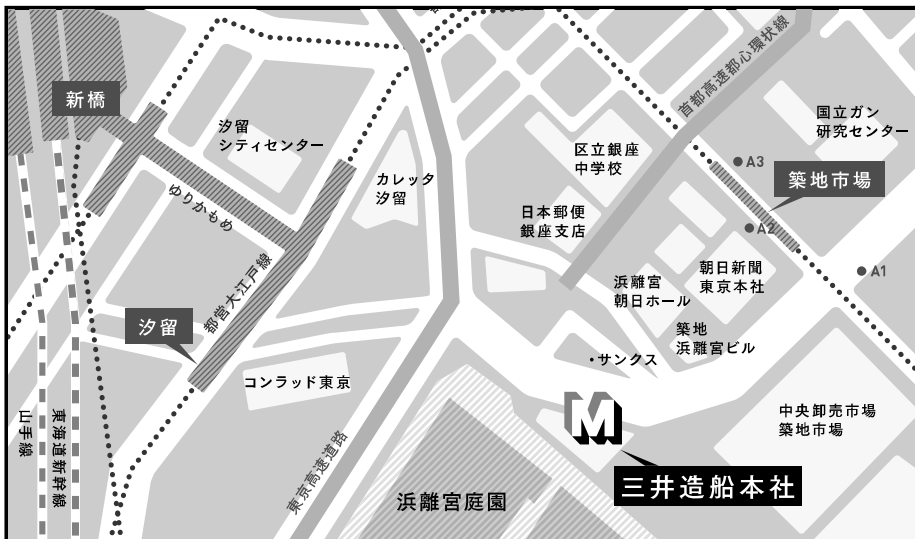 新橋
汐留
シティセンター
ゆりかもめ
カレッタ
汐留
都営大江戸線
汐留
コンラッド東京
山手線
東海道新幹線
東京高速道路
浜離宮庭園
首都高速都心環状線
区立銀座
中学校
日本郵便
銀座支店
国立ガン
研究センター
A3
築地市場
A2
A1
朝日新聞
東京本社
浜離宮
朝日ホール
築地
浜離宮ビル
・サンクス
中央卸売市場
築地市場
M
三井造船本社